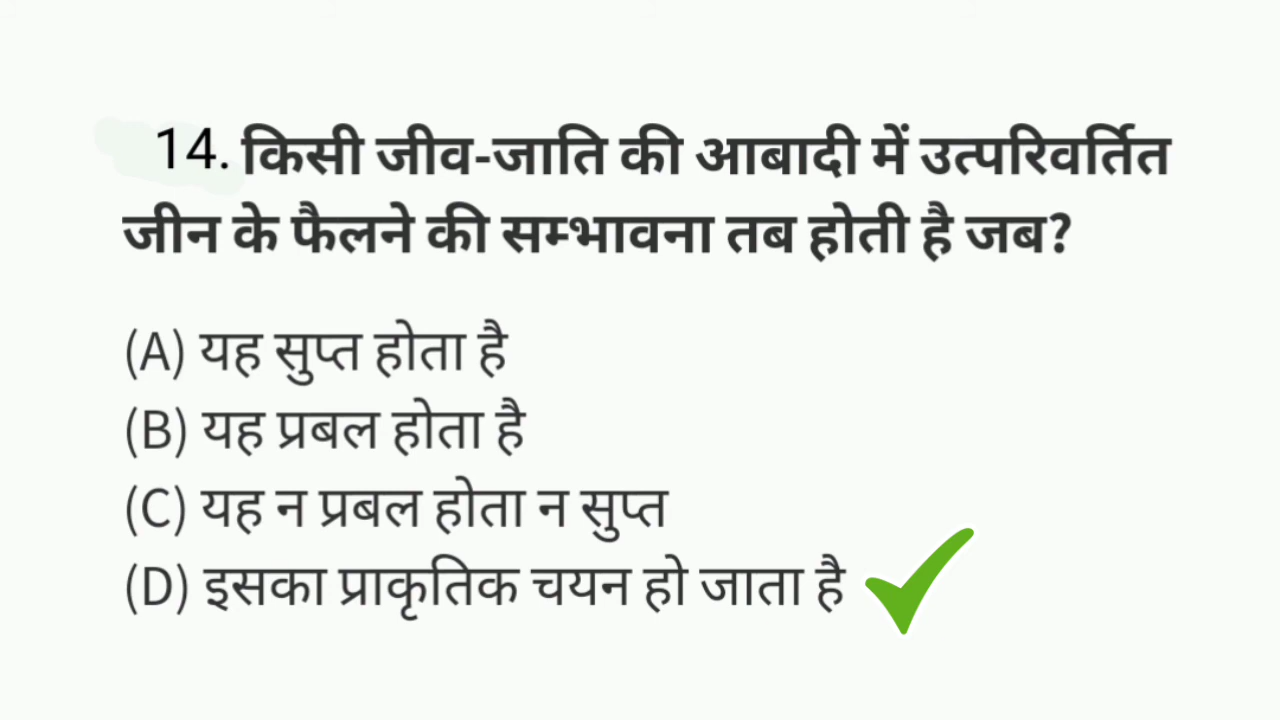 14. किसी जीव-जाति की आबादी में उत्परिवर्तित
जीन के फैलने की सम्भावना तब होती है जब?
(A) यह सुप्त होता है
(B) यह प्रबल होता है
(C) यह न प्रबल होता न सुप्त
(D) इसका प्राकृतिक चयन हो जाता है